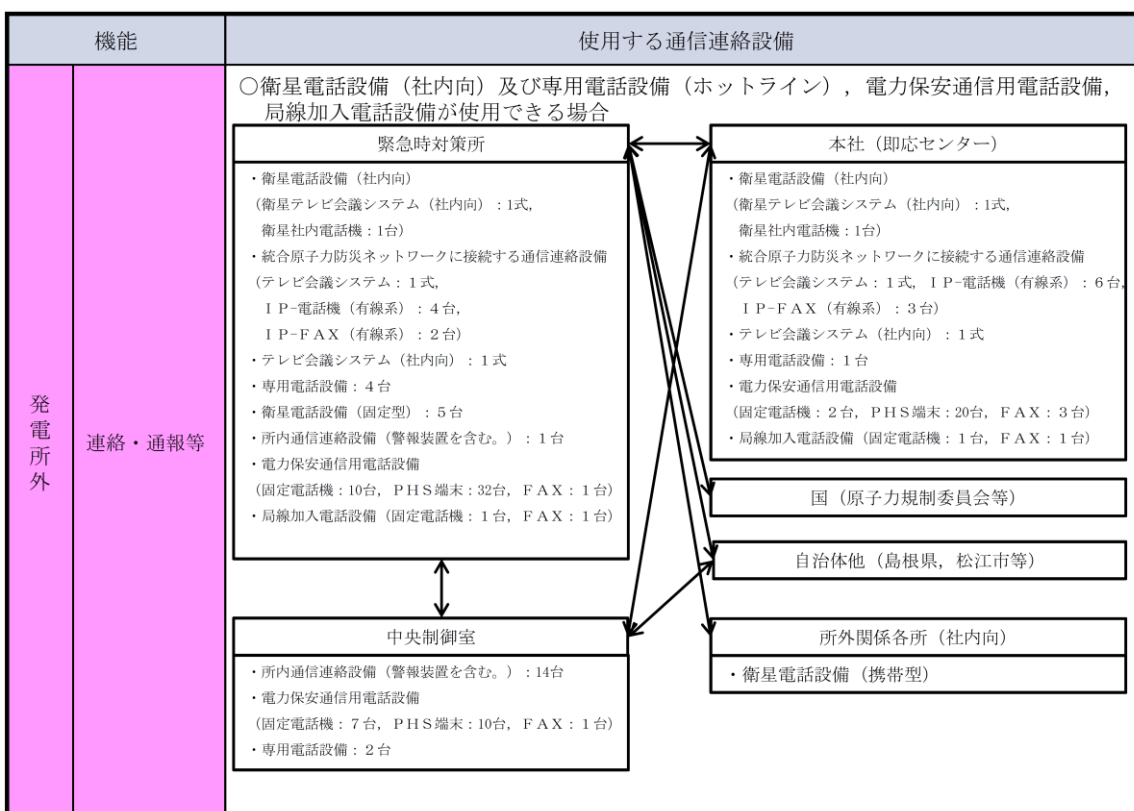 機能
使用する通信連絡設備
発電所外
連絡・通報等
○衛星電話設備（社内向）及び専用電話設備（ホットライン），電力保安通信用電話設備，
局線加入電話設備が使用できる場合
緊急時対策所
・衛星電話設備（社内向）
（衛星テレビ会議システム（社内向）：1式，
衛星社内電話機：1台）
・統合原子力防災ネットワークに接続する通信連絡設備
（テレビ会議システム：１式，
ＩＰ-電話機（有線系）：４台，
ＩＰ-ＦＡＸ（有線系）：２台）
・テレビ会議システム（社内向）：１式
・専用電話設備：４台
・衛星電話設備（固定型）：５台
・所内通信連絡設備（警報装置を含む。）：１台
・電力保安通信用電話設備
（固定電話機：10台，ＰＨＳ端末：32台，ＦＡＸ：１台）
・局線加入電話設備（固定電話機：１台，ＦＡＸ：１台）
本社（即応センター）
・衛星電話設備（社内向）
（衛星テレビ会議システム（社内向）：1式，
衛星社内電話機：1台）
・統合原子力防災ネットワークに接続する通信連絡設備
（テレビ会議システム：１式，ＩＰ-電話機（有線系）：６台，
ＩＰ-ＦＡＸ（有線系）：３台）
・テレビ会議システム（社内向）：１式
・専用電話設備：１台
・電力保安通信用電話設備
（固定電話機：２台，ＰＨＳ端末：20台，ＦＡＸ：３台）
・局線加入電話設備（固定電話機：１台，ＦＡＸ：１台）
国（原子力規制委員会等）
自治体他（島根県，松江市等）
中央制御室
・所内通信連絡設備（警報装置を含む。）：14台
・電力保安通信用電話設備
（固定電話機：７台，ＰＨＳ端末：10台，ＦＡＸ：１台）
・専用電話設備：２台
所外関係各所（社内向）
・衛星電話設備（携帯型）